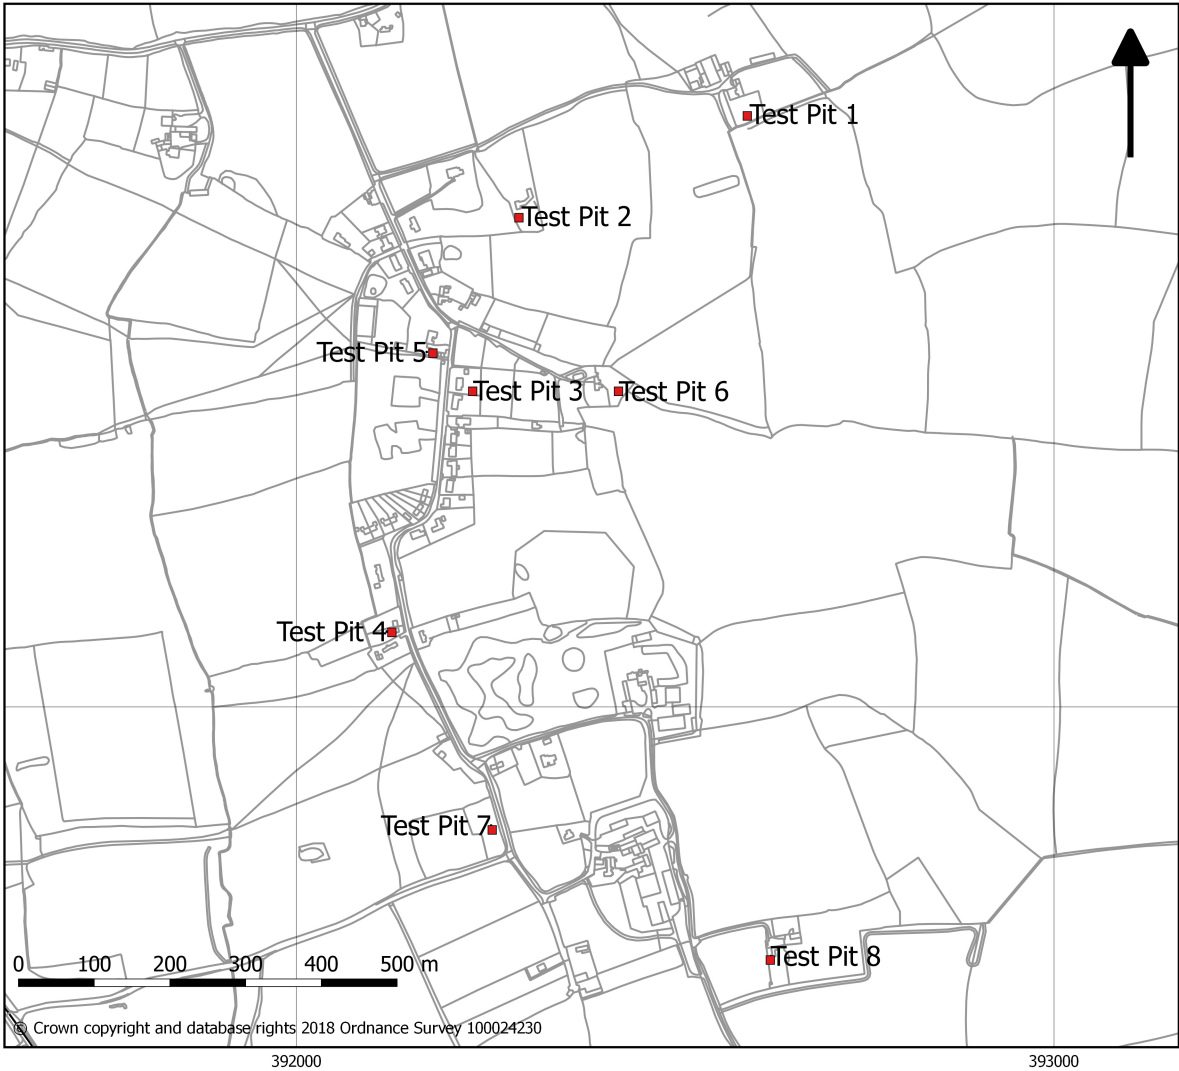 Test Pit 1
Test Pit 2
Test Pit 5
Test Pit 3
Test Pit 6
Test Pit 4
Test Pit 7
Test Pit 8
0 100 200 300 400 500 m
© Crown copyright and database rights 2018 Ordnance Survey 100024230
392000 393000